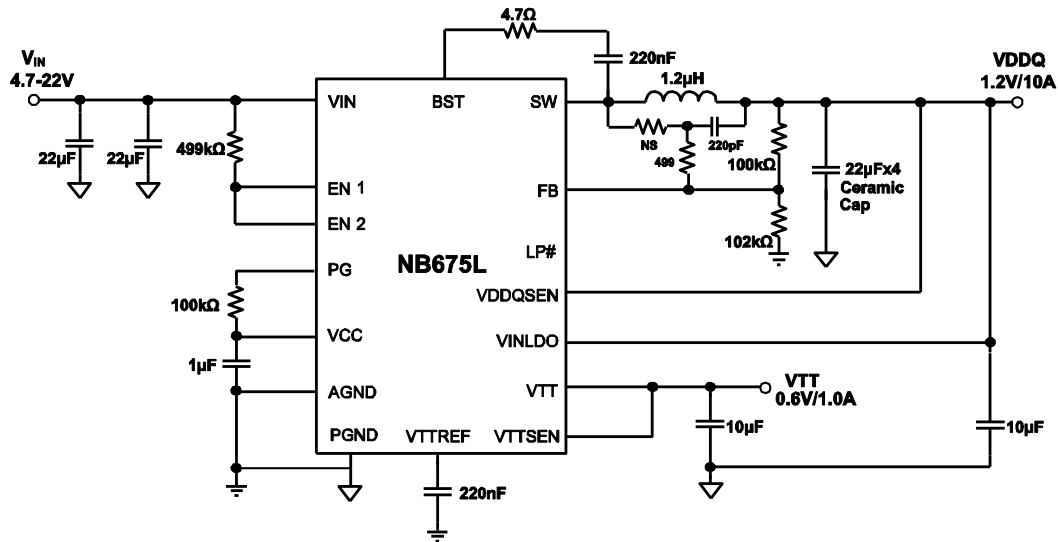 4.7Ω
220nF
V_IN
4.7-22V
1.2µH
VDDQ
1.2V/10A
VIN
BST
SW
22µF
22µF
499kΩ
NS
220pF
499
100kΩ
22µFx4
Ceramic
Cap
EN 1
FB
EN 2
102kΩ
LP#
NB675L
PG
VDDQSEN
100kΩ
VCC
VINLDO
1µF
AGND
VTT
VTT
0.6V/1.0A
PGND
VTTREF
VTTSEN
10µF
10µF
220nF